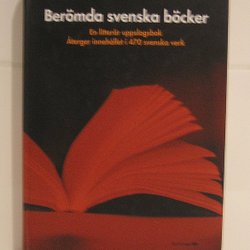 Berömda svenska böcker
En litterär uppslagsbok.
Återger innehållet i 470 svenska verk.